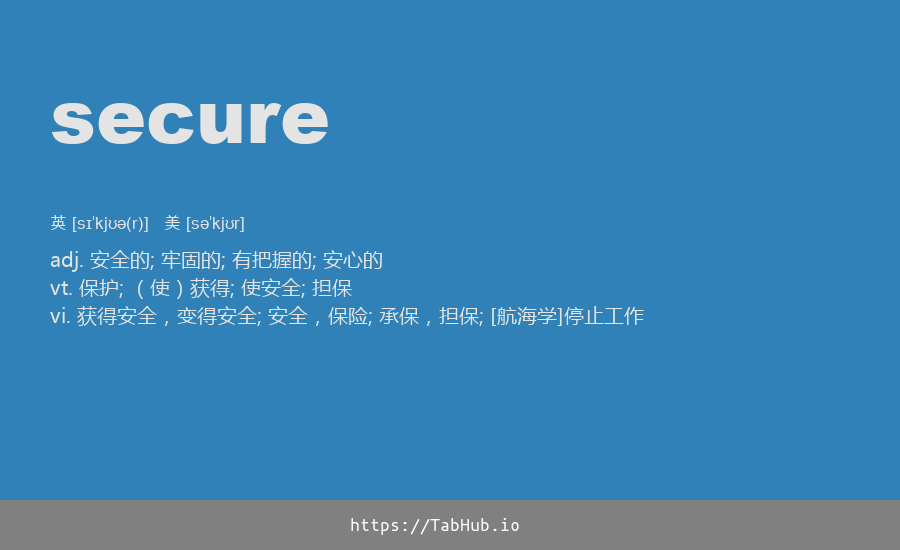 secure
英 [sɪˈkjʊə(r)] 美 [səˈkjʊr]
adj. 安全的; 牢固的; 有把握的; 安心的
vt. 保护; （使）获得; 使安全; 担保
vi. 获得安全，变得安全; 安全，保险; 承保，担保; [航海学]停止工作
https://TabHub.io